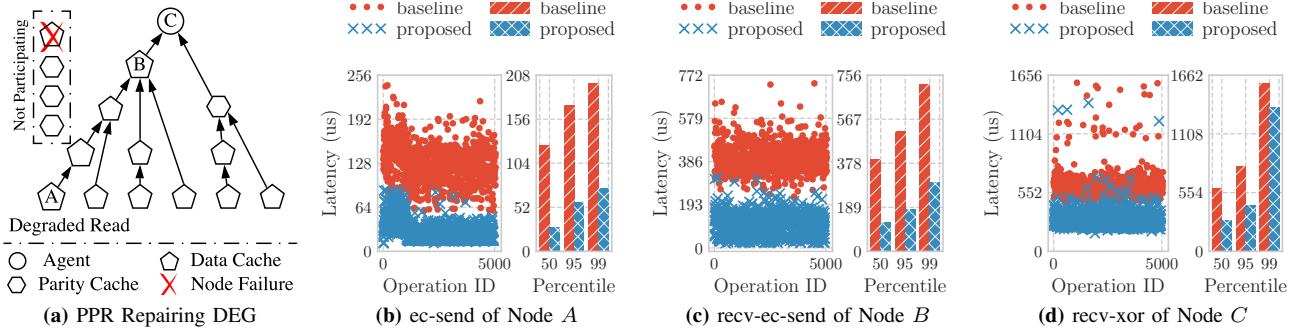 Not Participating
C
B
A
Degraded Read
Agent
Data Cache
Parity Cache
Node Failure
(a) PPR Repairing DEG
baseline
proposed
baseline
proposed
Latency (us)
256
192
128
64
0
0
5000
Operation ID
208
156
104
52
0
50 95 99
Percentile
(b) ec-send of Node A
baseline
proposed
baseline
proposed
Latency (us)
772
579
386
193
0
0
5000
Operation ID
756
567
378
189
0
50 95 99
Percentile
(c) recv-ec-send of Node B
baseline
proposed
baseline
proposed
Latency (us)
1656
1104
552
0
0
5000
Operation ID
1662
1108
554
0
50 95 99
Percentile
(d) recv-xor of Node C